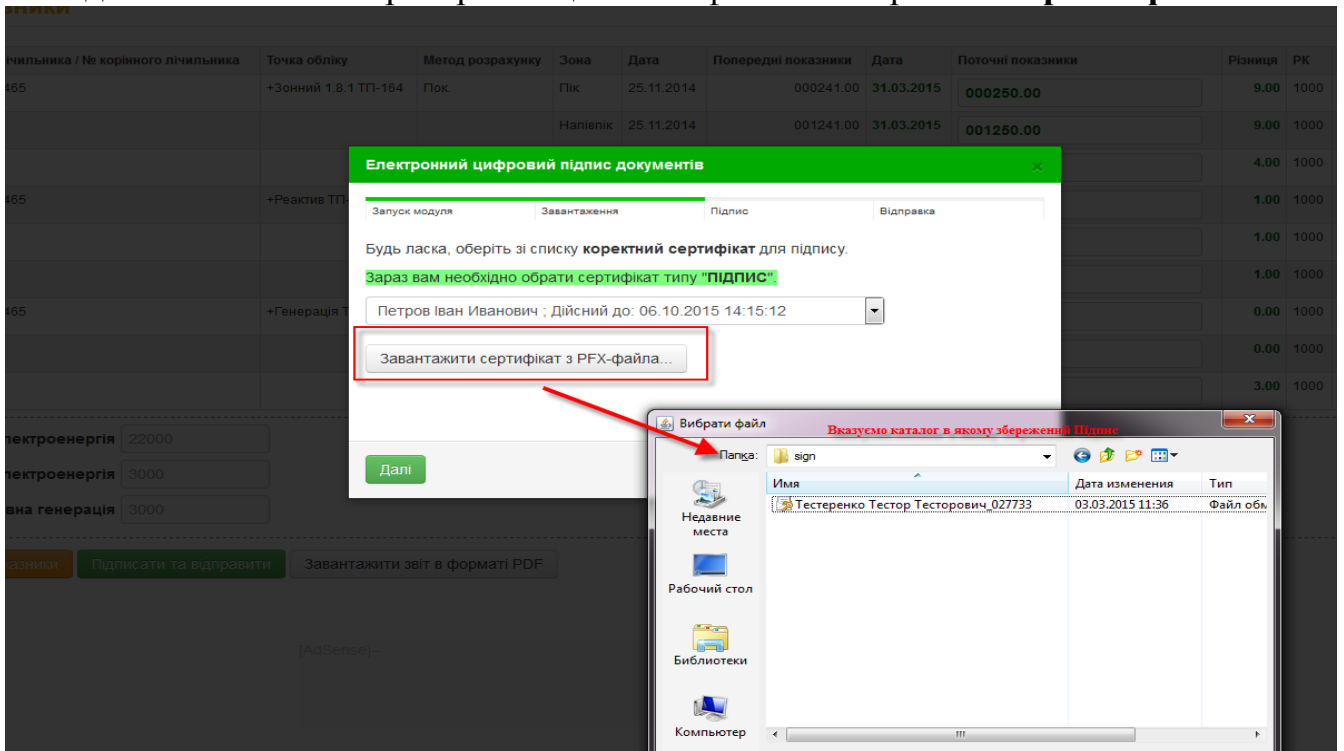 лічильника / № корінного лічильника Точка обліку Метод розрахунку Зона Дата Попередні показники Дата Поточні показники Різниця РК
465 +Зонний 1.8.1 ТП-164 Пок. Пік 25.11.2014 000241.00 31.03.2015 000250.00 9.00 1000
Напівпік 25.11.2014 001241.00 31.03.2015 001250.00 9.00 1000
Електронний цифровий підпис документів ×
4.00 1000
465 +Реактив ТП- 1.00 1000
Запуск модуля Завантаження Підпис Відправка
1.00 1000
Будь ласка, оберіть зі списку коректний сертифікат для підпису.
Зараз вам необхідно обрати сертифікат типу "ПІДПИС".
1.00 1000
465 +Генерація Т 0.00 1000
Петров Іван Иванович ; Дійсний до: 06.10.2015 14:15:12
0.00 1000
Завантажити сертифікат з PFX-файла...
3.00 1000
Вибрати файл
Вказуємо каталог в якому збережений Підпис
лектроенергія 22000
Папка: sign
Далі
лектроенергія 3000
Имя Дата изменения Тип
Тестеренко Тестор Тесторович_027733 03.03.2015 11:36 Файл обм
вна генерація 3000
Недавние
места
казники Підписати та відправити Завантажити звіт в форматі PDF
Рабочий стол
[AdSense]--
Библиотеки
Компьютер